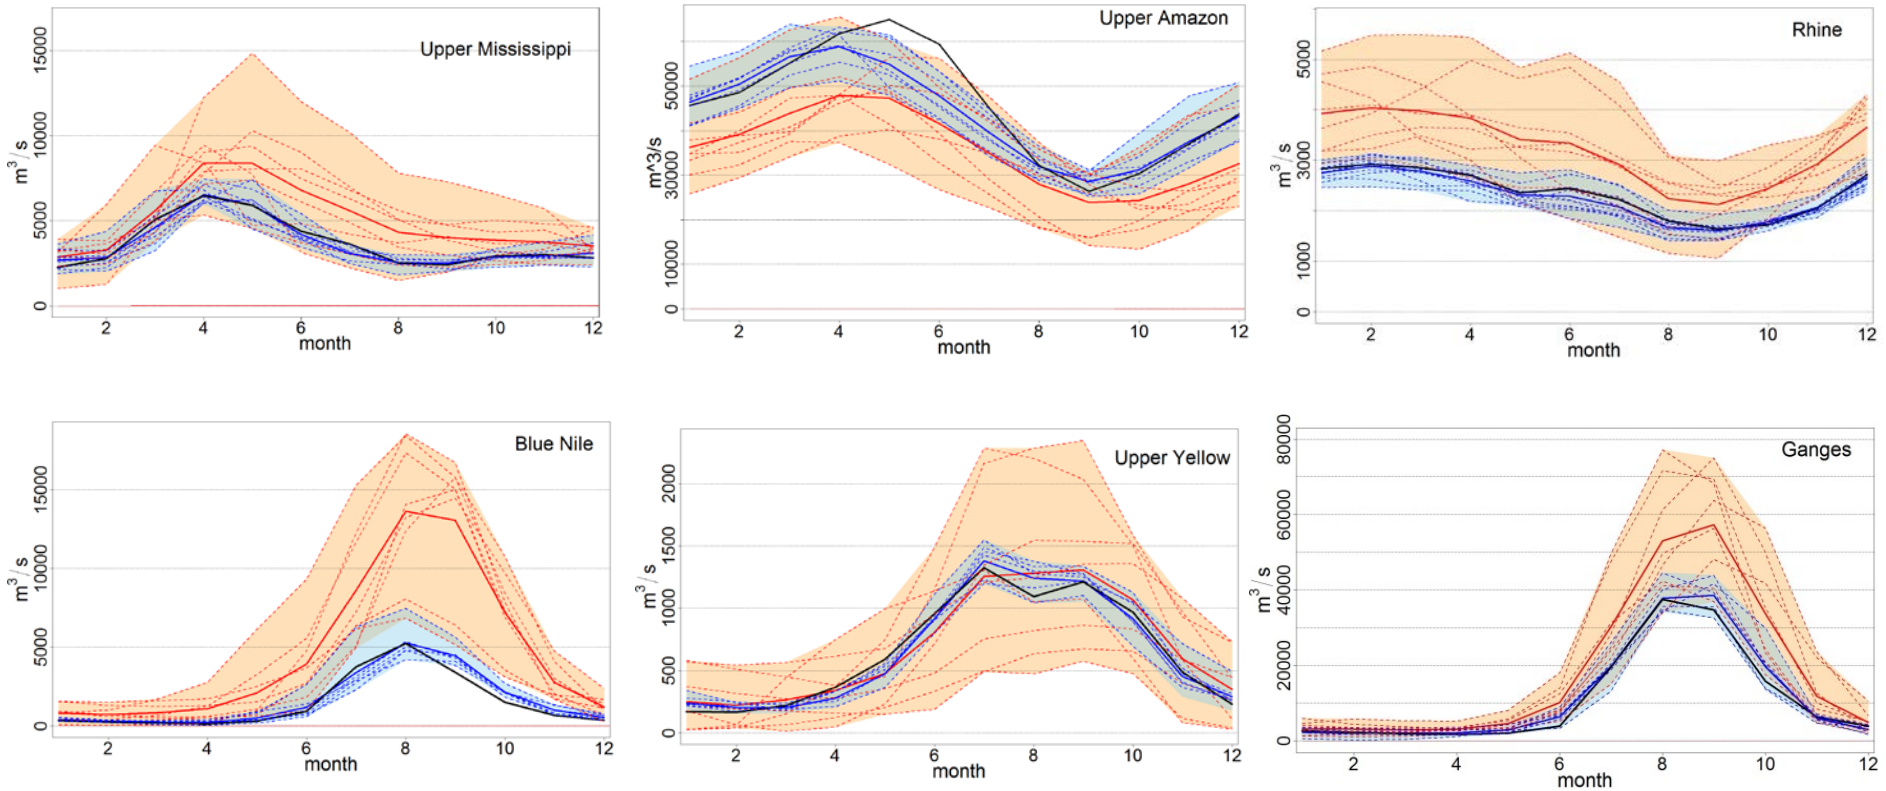 Upper Mississippi
m³/s
0 5000 10000 15000
2 4 6 8 10 12
month
Upper Amazon
m^3/s
10000 30000 50000
0
2 4 6 8 10 12
month
Rhine
m³/s
0 1000 3000 5000
2 4 6 8 10 12
month
Blue Nile
m³/s
0 5000 10000 15000
2 4 6 8 10 12
month
Upper Yellow
m³/s
0 500 1000 1500 2000
2 4 6 8 10 12
month
Ganges
m³/s
0 20000 40000 60000 80000
2 4 6 8 10 12
month